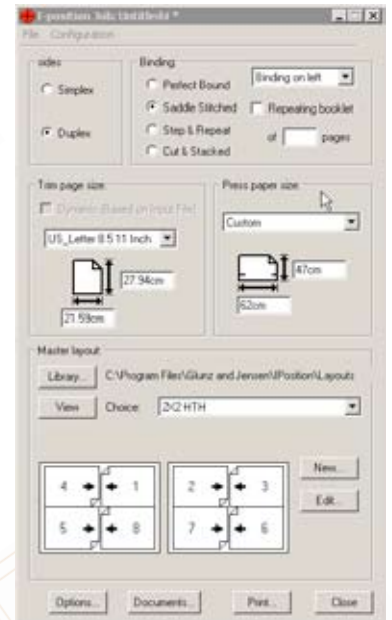 I-position Job: Untitled4 *
File Configuration
sides
Simplex
Duplex
Binding
Perfect Bound
Saddle Stitched
Step & Repeat
Cut & Stacked
Binding on left
Repeating booklet
of pages
Trim page size
Dynamic (Based on Input File)
US_Letter 8.5 11 Inch
27.94cm
21.59cm
Press paper size
Custom
47cm
62cm
Master layout
Library... C:\Program Files\Glunz and Jensen\IPosition\Layouts
View Choice: 2X2 HTH
4 1 2 3
5 8 7 6
New...
Edit...
Options... Documents... Print... Close